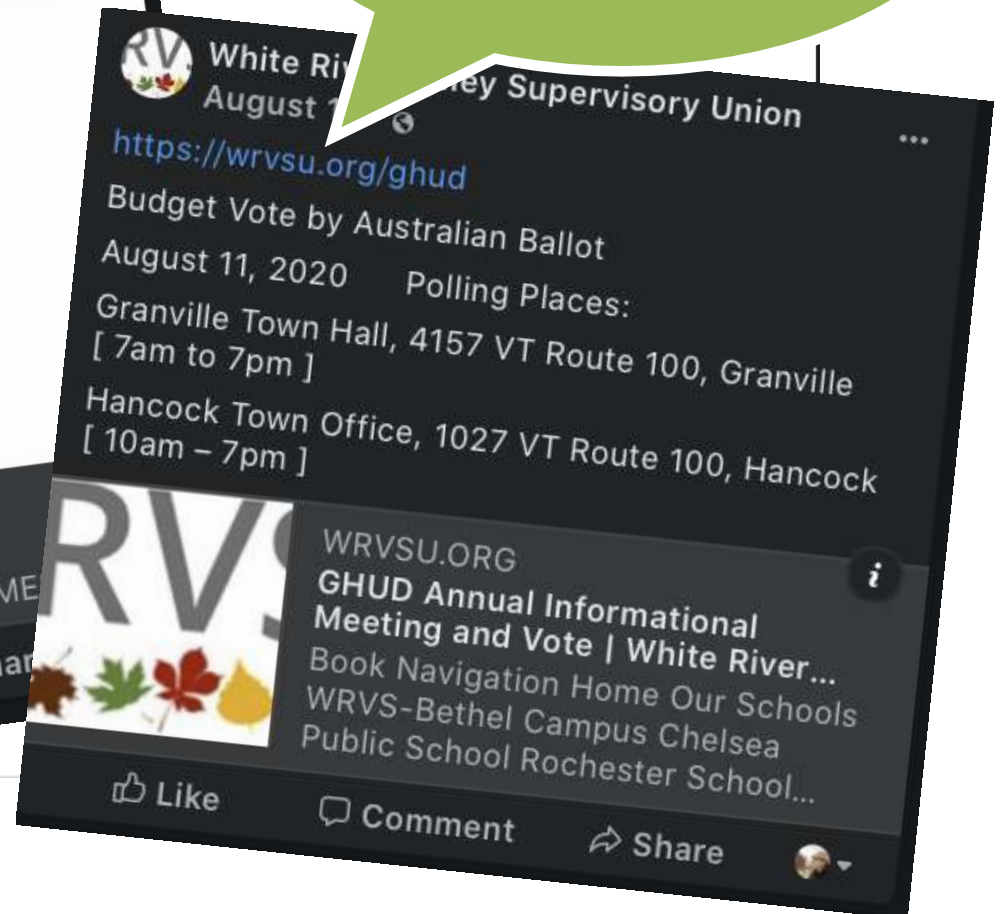 White
Supervisory Union
August
https://wrvsu.org/ghud
Budget Vote by Australian Ballot
August 11, 2020 Polling Places:
Granville Town Hall, 4157 VT Route 100, Granville
[ 7am to 7pm ]
Hancock Town Office, 1027 VT Route 100, Hancock
[ 10am – 7pm ]
RVS
WRVSU.ORG
GHUD Annual Informational
Meeting and Vote | White River...
Book Navigation Home Our Schools
WRVS-Bethel Campus Chelsea
Public School Rochester School...
Like
Comment
Share